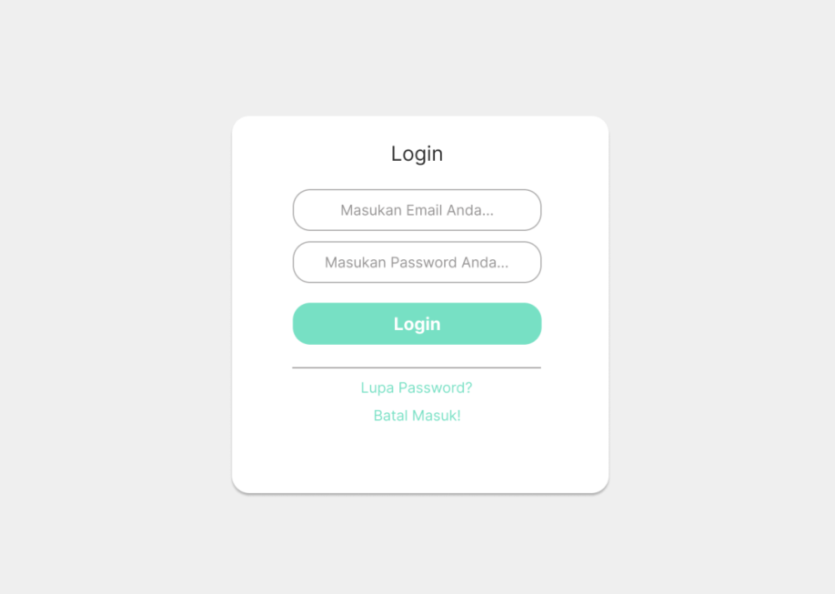 Login
Masukan Email Anda...
Masukan Password Anda...
Login
Lupa Password?
Batal Masuk!